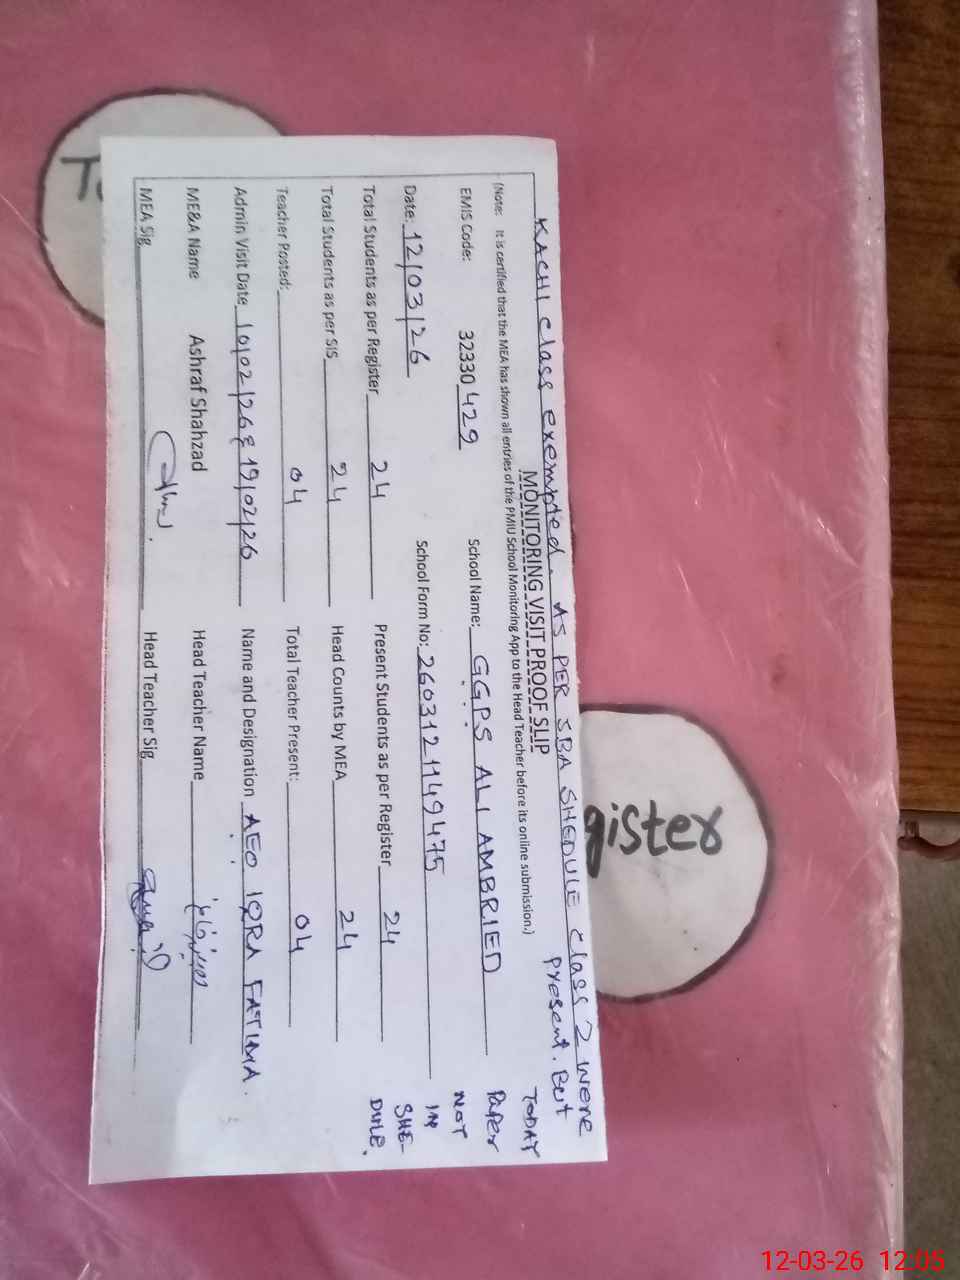 KACHI class exempted. AS PER SBA SHEDULE class 2 were
present. But
TODAY
Paper
NOT
IN
SHE-
DULE.
MONITORING VISIT PROOF SLIP
(Note: It is certified that the MEA has shown all entries of the PMIU School Monitoring App to the Head Teacher before its online submission.)
EMIS Code: 32330 429 School Name: GGPS ALI AMBRIED
Date: 12/03/26 School Form No: 2603121149475
Total Students as per Register 24 Present Students as per Register 24
Total Students as per SIS 24 Head Counts by MEA 24
Teacher Posted: 04 Total Teacher Present: 04
Admin Visit Date 10/02/26 & 19/02/26 Name and Designation AEO IQRA FATIMA.
ME&A Name Ashraf Shahzad Head Teacher Name
MEA Sig Head Teacher Sig
gister
12-03-26 12:05